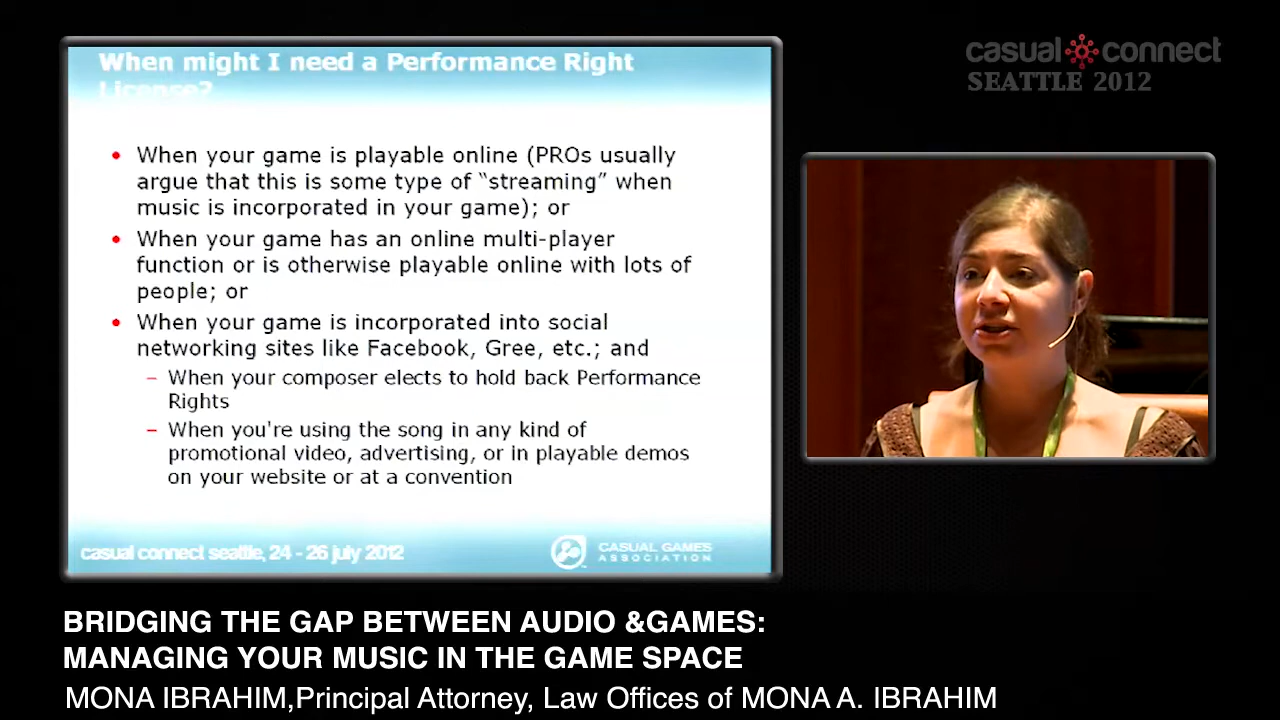 When might I need a Performance Right
License?
• When your game is playable online (PROs usually
argue that this is some type of “streaming” when
music is incorporated in your game); or
• When your game has an online multi-player
function or is otherwise playable online with lots of
people; or
• When your game is incorporated into social
networking sites like Facebook, Gree, etc.; and
– When your composer elects to hold back Performance
Rights
– When you're using the song in any kind of
promotional video, advertising, or in playable demos
on your website or at a convention
casual connect seattle, 24 - 26 july 2012
CASUAL GAMES
ASSOCIATION
casual connect
SEATTLE 2012
BRIDGING THE GAP BETWEEN AUDIO &GAMES:
MANAGING YOUR MUSIC IN THE GAME SPACE
MONA IBRAHIM,Principal Attorney, Law Offices of MONA A. IBRAHIM